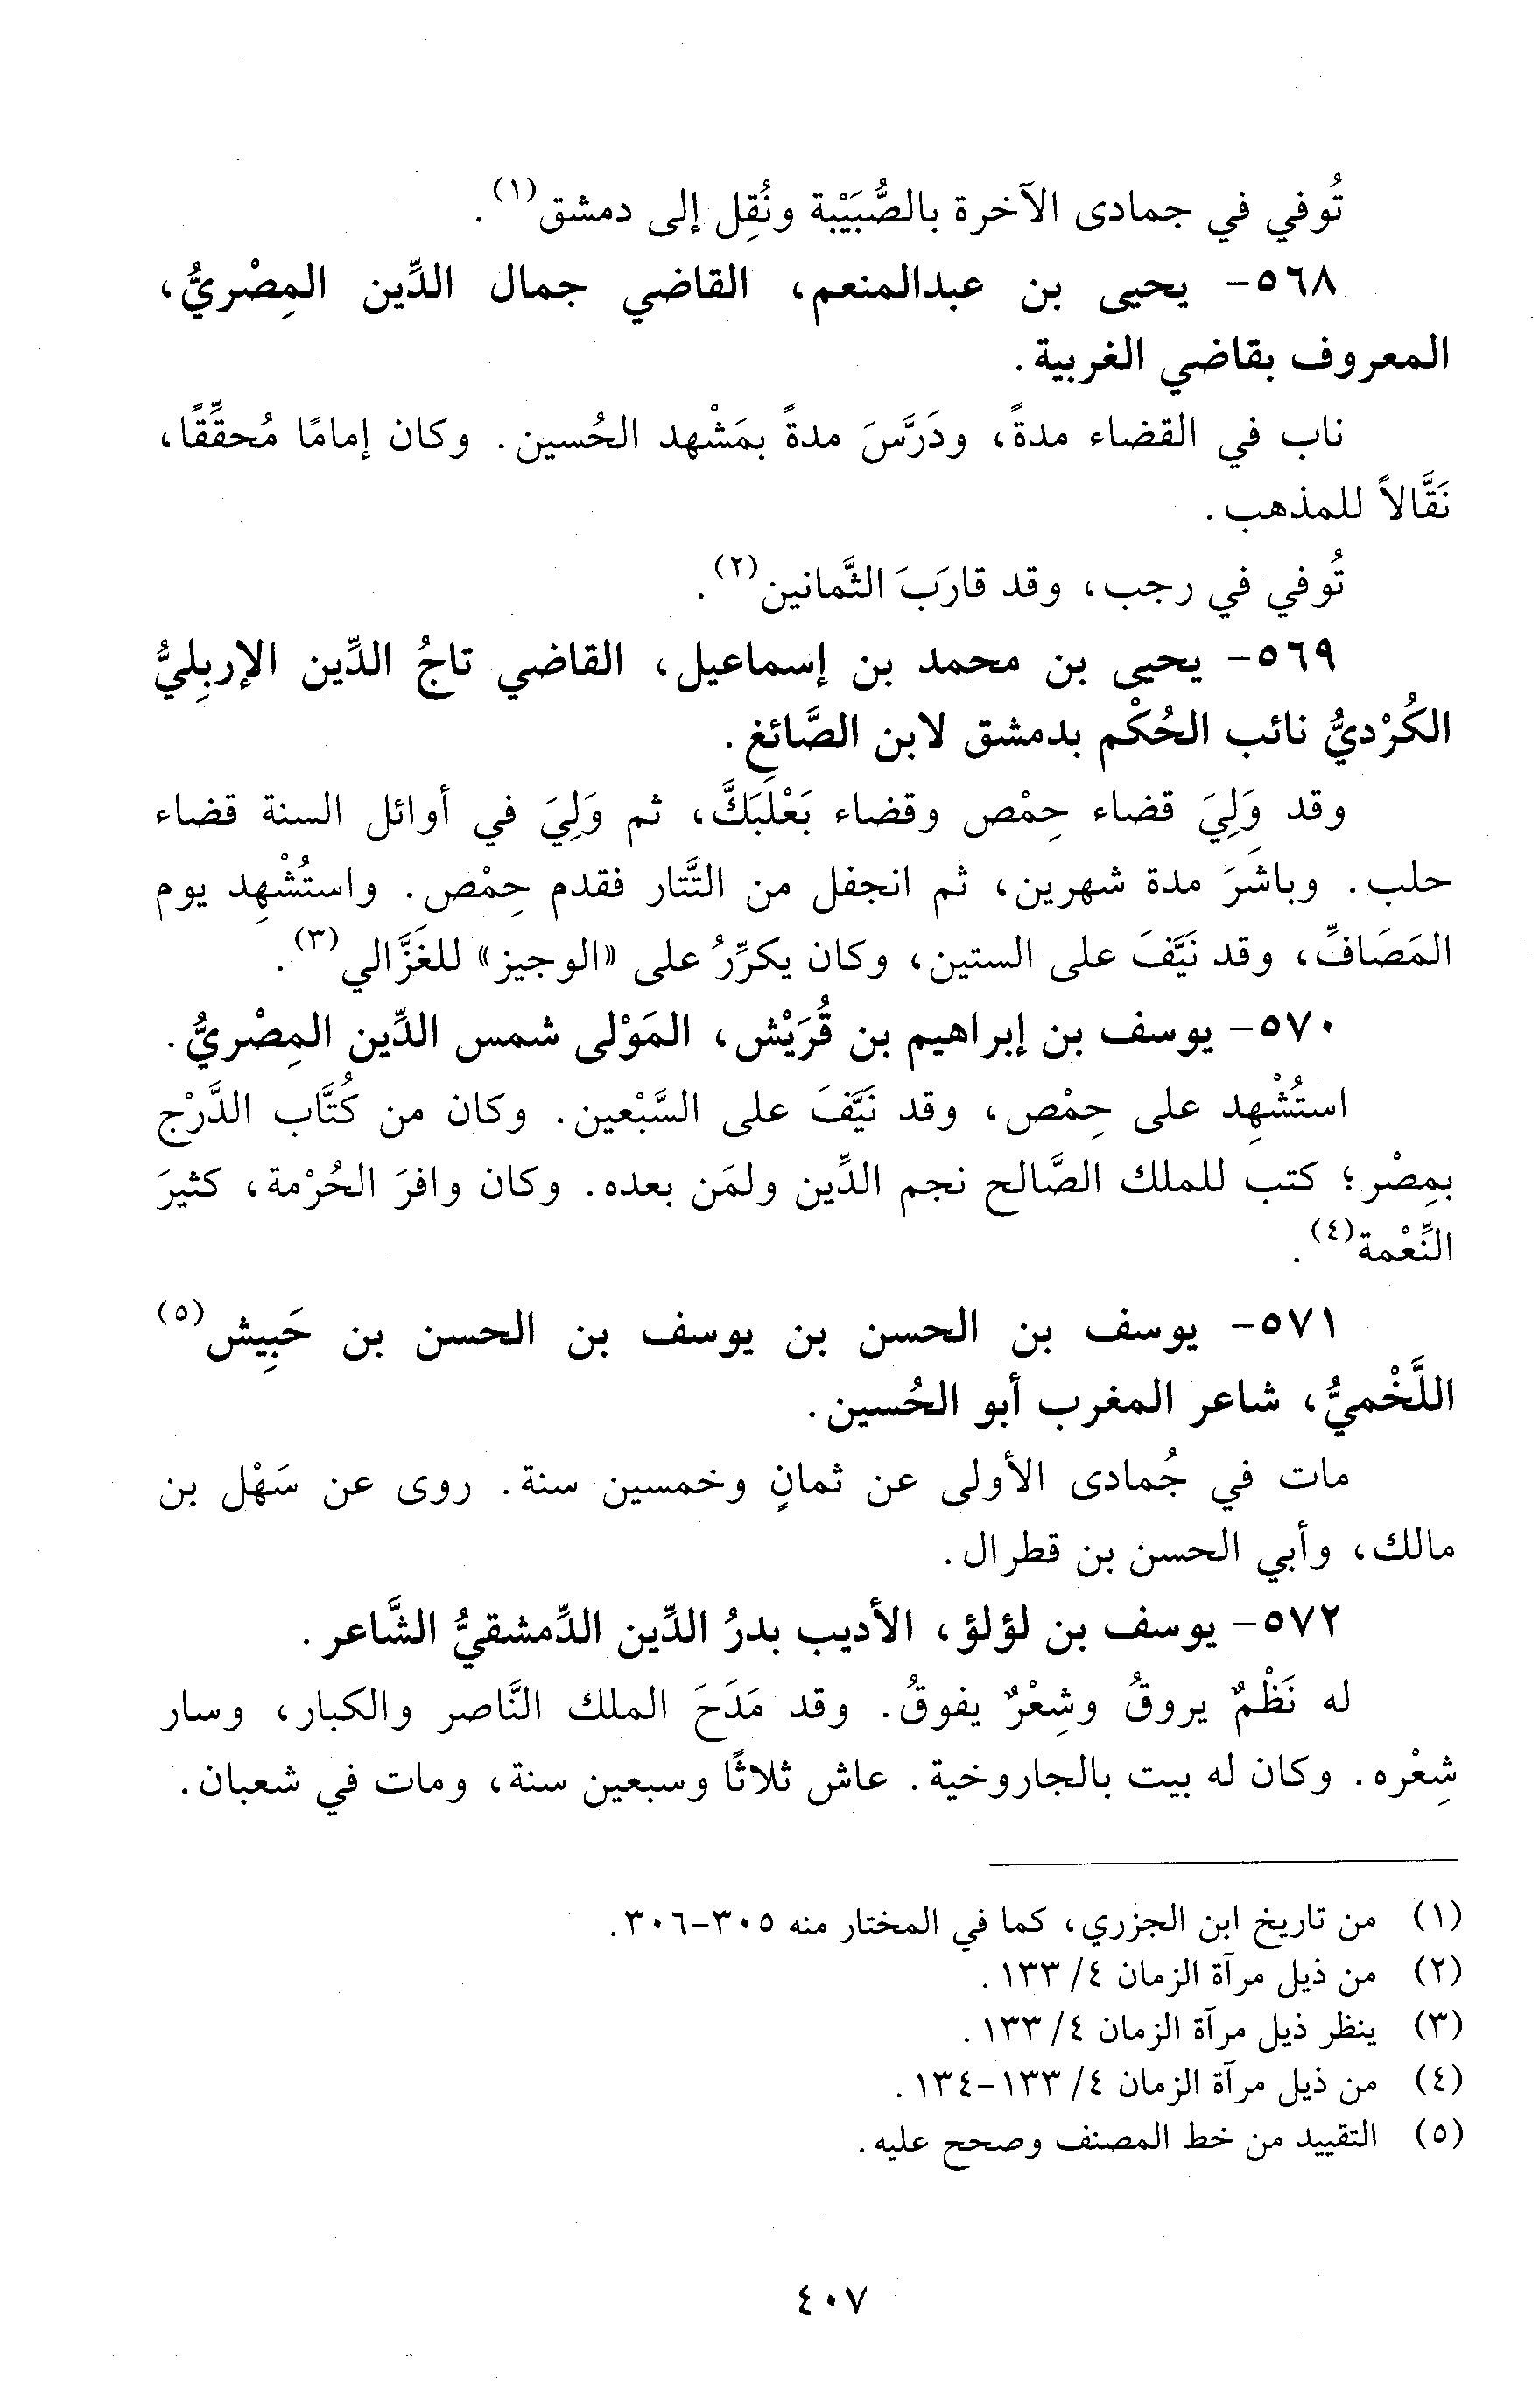 تُوفي في جمادى الآخرة بالصُّبَيْبة ونُقِل إلى دمشق(١).
٥٦٨- يحيى بن عبدالمنعم، القاضي جمال الدِّين المِصْريُّ،
المعروف بقاضي الغربية.
ناب في القضاء مدةً، ودَرَّسَ مدةً بمَشْهد الحُسين. وكان إمامًا مُحقِّقًا،
نَقَّالاً للمذهب.
تُوفي في رجب، وقد قارَبَ الثَّمانين(٢).
٥٦٩- يحيى بن محمد بن إسماعيل، القاضي تاجُ الدِّين الإربِليُّ
الكُرْديُّ نائب الحُكْم بدمشق لابن الصَّائغِ.
وقد وَلِيَ قضاء حِمْص وقضاء بَعْلَبَكَّ، ثم وَلِيَ في أوائل السنة قضاء
حلب. وباشَرَ مدة شهرين، ثم انجفل من التَّتار فقدم حِمْص. واستُشْهِد يوم
المَصَافِّ، وقد نَيَّفَ على الستين، وكان يكرِّرُ على «الوجيز» للغَزَّالي(٣).
٥٧٠- يوسف بن إبراهيم بن قُرَيْش، المَوْلى شمس الدِّين المِصْريُّ.
استُشْهِد على حِمْص، وقد نَيَّفَ على السَّبْعين. وكان من كُتَّاب الدَّرْج
بمِصْر؛ كتب للملك الصَّالح نجم الدِّين ولمَن بعده. وكان وافرَ الحُرْمة، كثيرَ
النِّعْمة(٤).
٥٧١- يوسف بن الحسن بن يوسف بن الحسن بن حَبِيش(٥)
اللَّخْميُّ، شاعر المغرب أبو الحُسين.
مات في جُمادى الأولى عن ثمانٍ وخمسين سنة. روى عن سَهْل بن
مالك، وأبي الحسن بن قطرال.
٥٧٢- يوسف بن لؤلؤ، الأديب بدرُ الدِّين الدِّمشقيُّ الشَّاعر.
له نَظْمٌ يروقُ وشِعْرٌ يفوقُ. وقد مَدَحَ الملك النَّاصر والكبار، وسار
شِعْره. وكان له بيت بالجاروخية. عاش ثلاثًا وسبعين سنة، ومات في شعبان.
(١) من تاريخ ابن الجزري، كما في المختار منه ٣٠٥-٣٠٦.
(٢) من ذيل مرآة الزمان ٤/ ١٣٣.
(٣) ينظر ذيل مرآة الزمان ٤/ ١٣٣.
(٤) من ذيل مرآة الزمان ٤/ ١٣٣-١٣٤.
(٥) التقييد من خط المصنف وصحح عليه.
٤٠٧